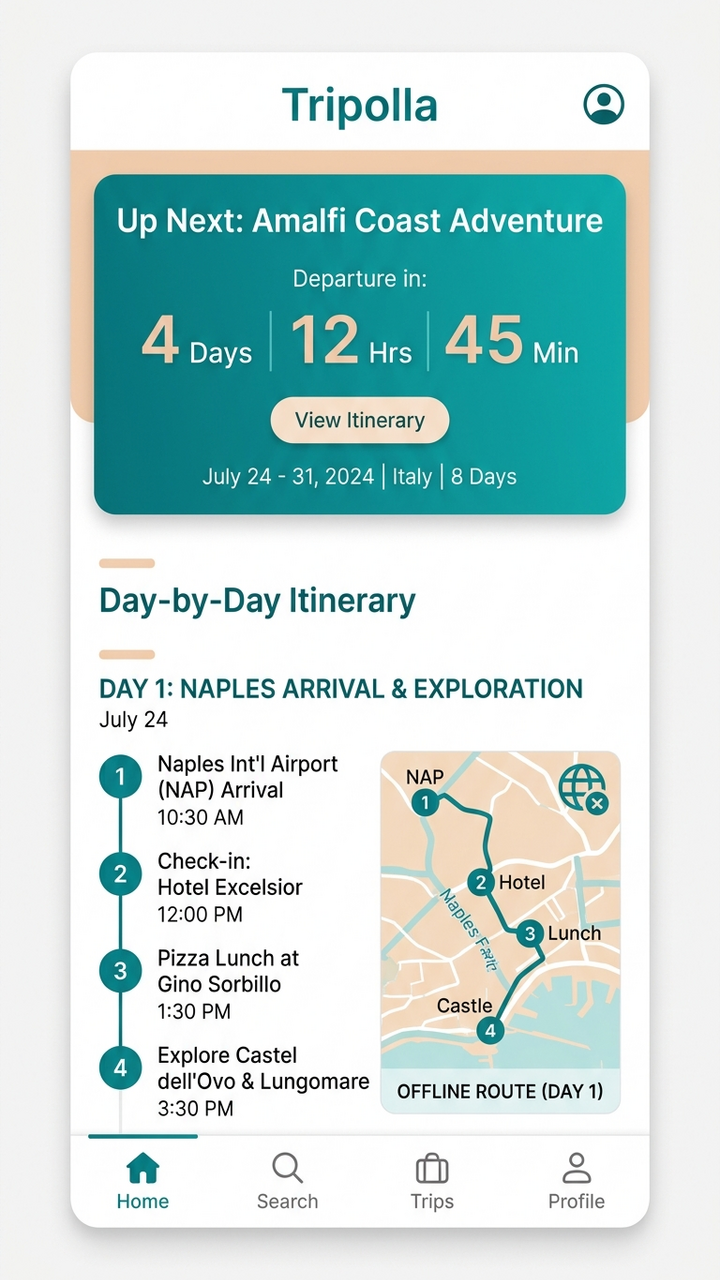 Tripolla
Up Next: Amalfi Coast Adventure
Departure in:
4 Days
12 Hrs
45 Min
View Itinerary
July 24 - 31, 2024 | Italy | 8 Days
Day-by-Day Itinerary
DAY 1: NAPLES ARRIVAL & EXPLORATION
July 24
1
Naples Int'l Airport
(NAP) Arrival
10:30 AM
2
Check-in:
Hotel Excelsior
12:00 PM
3
Pizza Lunch at
Gino Sorbillo
1:30 PM
4
Explore Castel
dell'Ovo & Lungomare
3:30 PM
NAP
1
2 Hotel
Naples
3 Lunch
Castle
4
OFFLINE ROUTE (DAY 1)
Home
Search
Trips
Profile